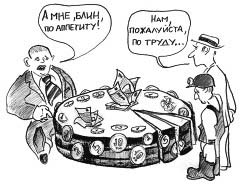 А МНЕ, БЛИН,
ПО АППЕТИТУ!
НАМ,
ПОЖАЛУЙСТА,
ПО ТРУДУ...